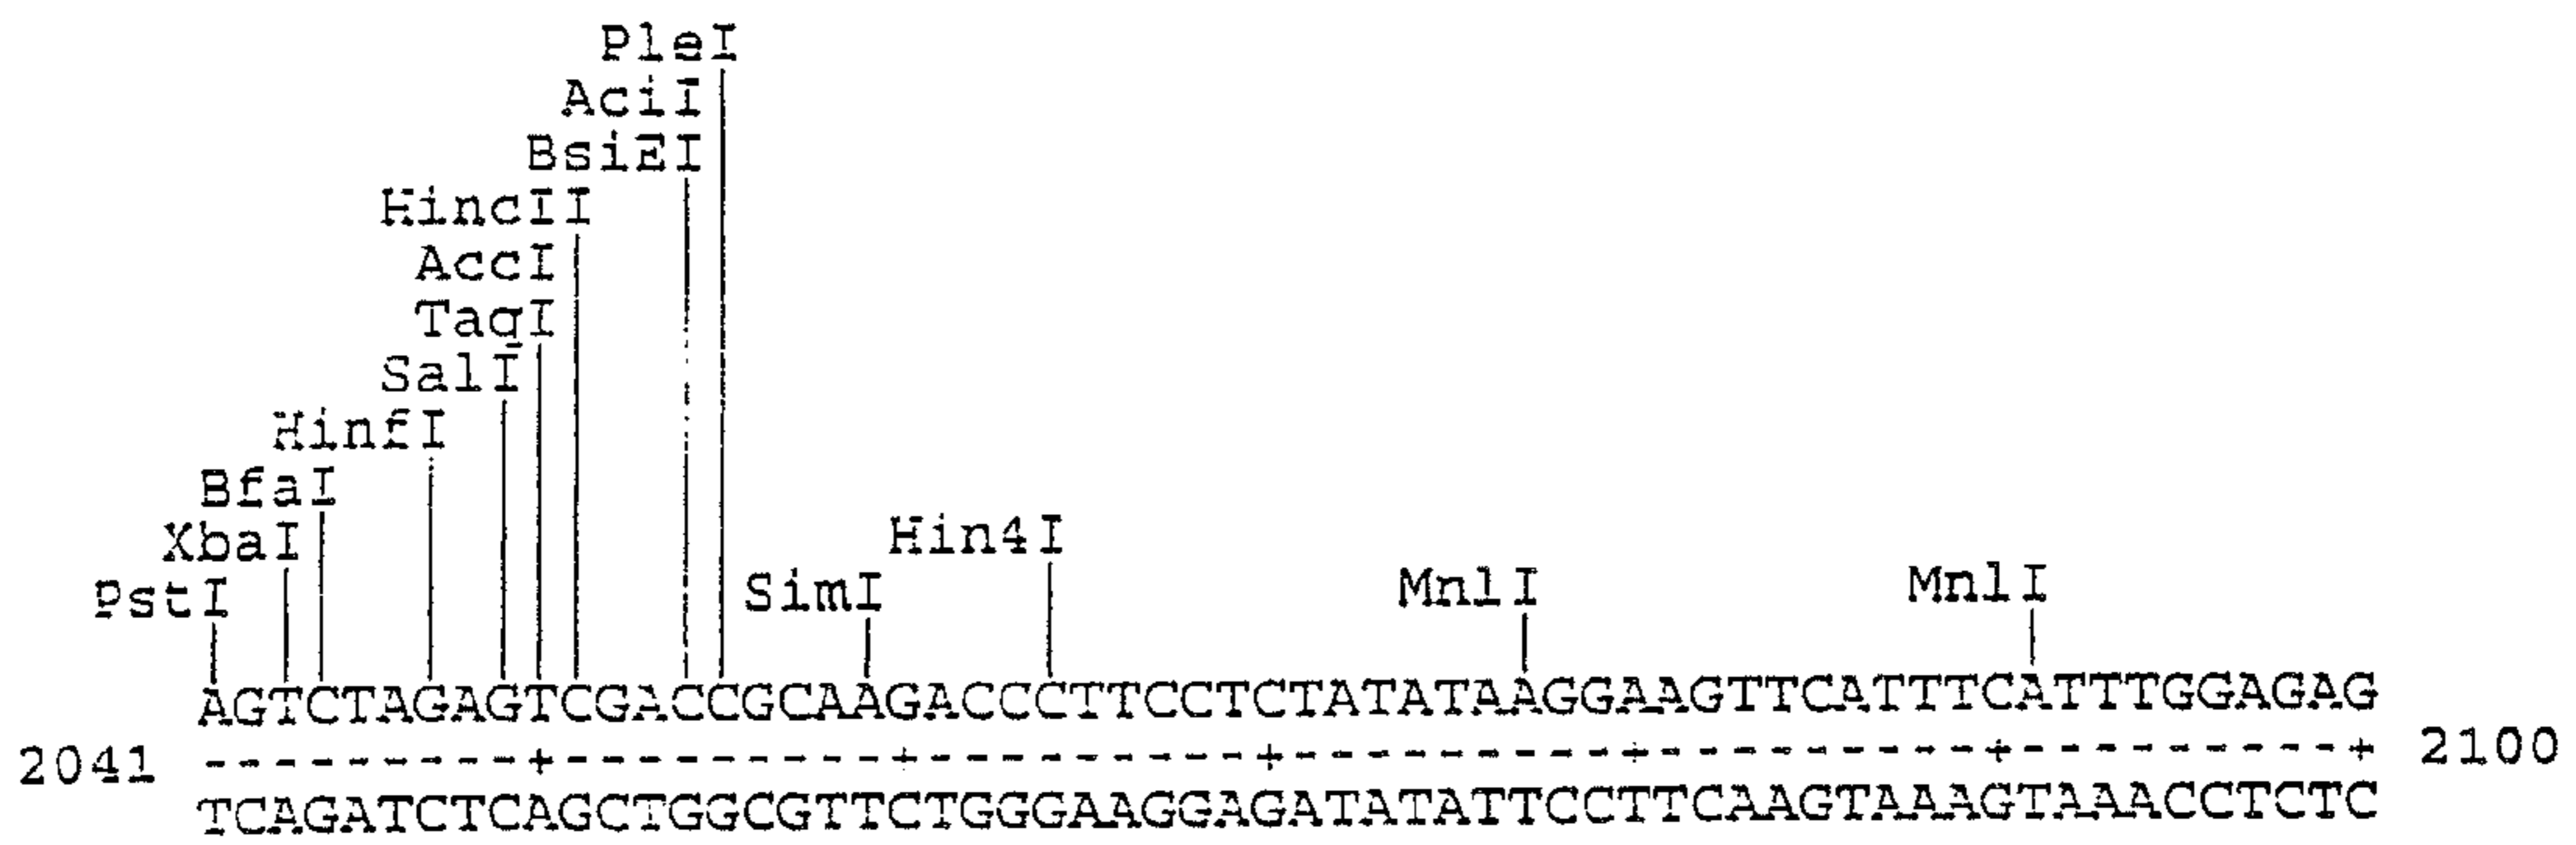 PleI
AciI
BsiEI
HincII
AccI
TaqI
SalI
HinfI
BfaI
XbaI Hin4I
PstI SimI MnlI MnlI
AGTCTAGAGTCGACCGCAAGACCCTTCCTCTATATAAGGAAGTTCATTTCATTTGGAGAG
2041 ---------+---------+---------+---------+---------+---------+ 2100
TCAGATCTCAGCTGGCGTTCTGGGAAGGAGATATATTCCTTCAAGTAAAGTAAACCTCTC